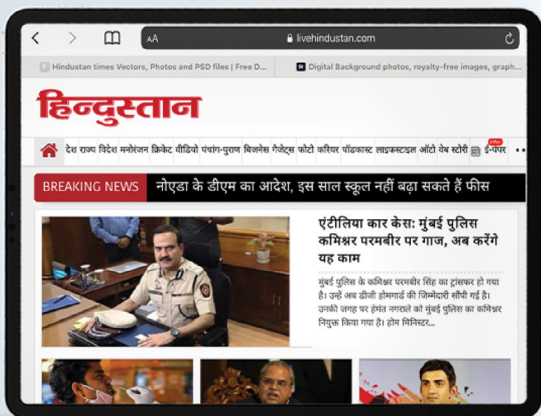 AA
livehindustan.com
Hindustan times Vectors, Photos and PSD files | Free D...
Digital Background photos, royalty-free images, graph...
हिन्दुस्तान
देश राज्य विदेश मनोरंजन क्रिकेट वीडियो पंचांग-पुराण बिजनेस गैजेट्स फोटो करियर पॉडकास्ट लाइफस्टाइल ऑटो वेब स्टोरी ई-पेपर
BREAKING NEWS नोएडा के डीएम का आदेश, इस साल स्कूल नहीं बढ़ा सकते हैं फीस
एंटीलिया कार केस: मुंबई पुलिस
कमिश्नर परमबीर पर गाज, अब करेंगे
यह काम
मुंबई पुलिस के कमिश्नर परमबीर सिंह का ट्रांसफर हो गया
है। उन्हें अब डीजी होमगार्ड की जिम्मेदारी सौंपी गई है।
उनकी जगह पर हेमंत नगराले को मुंबई पुलिस का कमिश्नर
नियुक्त किया गया है। होम मिनिस्टर...